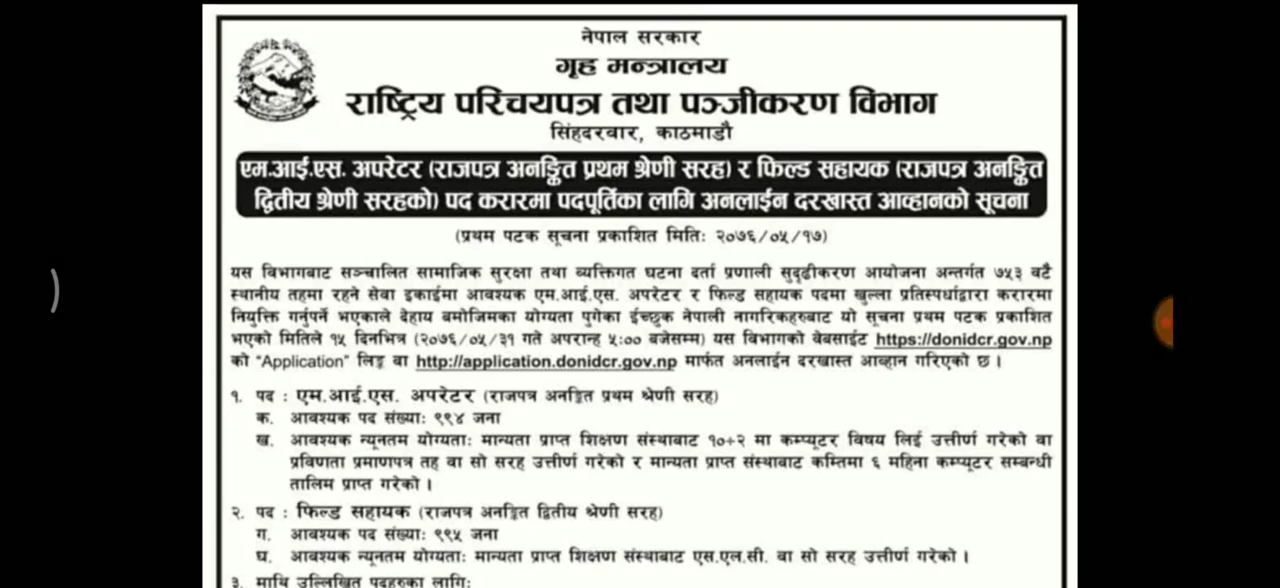 नेपाल सरकार
गृह मन्त्रालय
राष्ट्रिय परिचयपत्र तथा पञ्जीकरण विभाग
सिंहदरवार, काठमाडौ
एम.आई.एस. अपरेटर (राजपत्र अनङ्कित प्रथम श्रेणी सरह) र फिल्ड सहायक (राजपत्र अनङ्कित
द्वितीय श्रेणी सरहको) पद करारमा पदपूर्तिका लागि अनलाईन दरखास्त आव्हानको सूचना
(प्रथम पटक सूचना प्रकाशित मितिः २०७६/०५/१७)
यस विभागबाट सञ्चालित सामाजिक सुरक्षा तथा व्यक्तिगत घटना दर्ता प्रणाली सुदृढीकरण आयोजना अन्तर्गत ७५३ वटै
स्थानीय तहमा रहने सेवा इकाईमा आवश्यक एम.आई.एस. अपरेटर र फिल्ड सहायक पदमा खुल्ला प्रतिस्पर्धाद्वारा करारमा
नियुक्ति गर्नुपर्ने भएकाले देहाय बमोजिमका योग्यता पुगेका ईच्छुक नेपाली नागरिकहरुबाट यो सूचना प्रथम पटक प्रकाशित
भएको मितिले १५ दिनभित्र (२०७६/०५/३१ गते अपरान्ह ५:०० बजेसम्म) यस विभागको वेबसाईट https://donidcr.gov.np
को “Application” लिङ्क वा http://application.donidcr.gov.np मार्फत अनलाईन दरखास्त आव्हान गरिएको छ ।
१. पद : एम.आई.एस. अपरेटर (राजपत्र अनङ्कित प्रथम श्रेणी सरह)
क. आवश्यक पद संख्याः ९९४ जना
ख. आवश्यक न्यूनतम योग्यताः मान्यता प्राप्त शिक्षण संस्थाबाट १०+२ मा कम्प्यूटर विषय लिई उत्तीर्ण गरेको वा
प्रविणता प्रमाणपत्र तह वा सो सरह उत्तीर्ण गरेको र मान्यता प्राप्त संस्थाबाट कम्तिमा ६ महिना कम्प्यूटर सम्बन्धी
तालिम प्राप्त गरेको ।
२. पद : फिल्ड सहायक (राजपत्र अनङ्कित द्वितीय श्रेणी सरह)
ग. आवश्यक पद संख्याः ९९५ जना
घ. आवश्यक न्यूनतम योग्यताः मान्यता प्राप्त शिक्षण संस्थाबाट एस.एल.सी. वा सो सरह उत्तीर्ण गरेको ।
३. माथि उल्लिखित पदहरुका लागि: